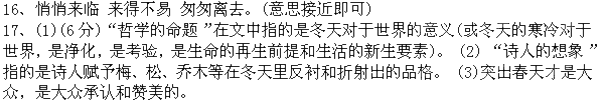 16、悄悄来临 来得不易 匆匆离去。(意思接近即可)
17、(1)(6分)“哲学的命题”在文中指的是冬天对于世界的意义(或冬天的寒冷对于
世界，是净化，是考验，是生命的再生前提和生活的新生要素)。(2) “诗人的想象 ”
指的是诗人赋予梅、松、乔木等在冬天里反衬和折射出的品格。 (3)突出春天才是大
众，是大众承认和赞美的。